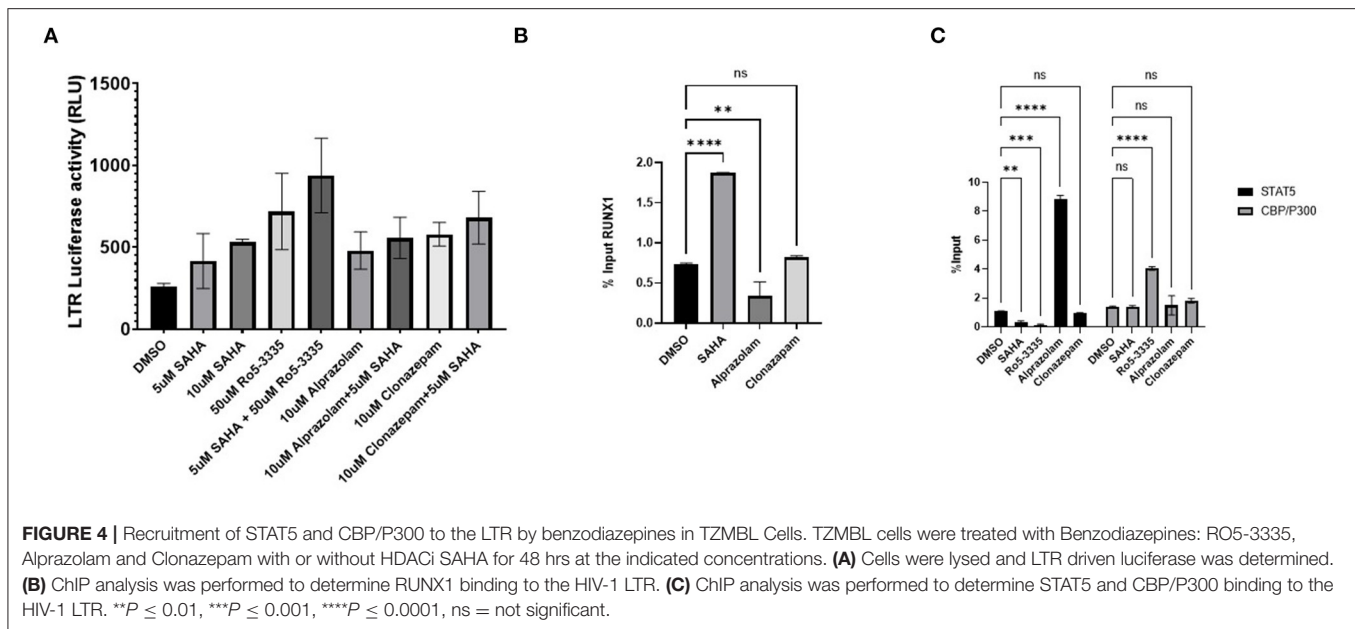 A
B
C
LTR Luciferase activity (RLU)
1500
1000
500
0
DMSO
5uM SAHA
10uM SAHA
50uM Ro5-3335
5uM SAHA + 50uM Ro5-3335
10uM Alprazolam
10uM Alprazolam+5uM SAHA
10uM Clonazepam
10uM Clonazepam+5uM SAHA
ns
**
****
% Input RUNX1
2.0
1.5
1.0
0.5
0.0
DMSO
SAHA
Alprazolam
Clonazapam
ns
****
***
**
ns
ns
****
ns
%Input
10
8
6
4
2
0
DMSO
SAHA
Ro5-3335
Alprazolam
Clonazepam
DMSO
SAHA
Ro5-3335
Alprazolam
Clonazepam
STAT5
CBP/P300
FIGURE 4 | Recruitment of STAT5 and CBP/P300 to the LTR by benzodiazepines in TZMBL Cells. TZMBL cells were treated with Benzodiazepines: RO5-3335,
Alprazolam and Clonazepam with or without HDACi SAHA for 48 hrs at the indicated concentrations. (A) Cells were lysed and LTR driven luciferase was determined.
(B) ChIP analysis was performed to determine RUNX1 binding to the HIV-1 LTR. (C) ChIP analysis was performed to determine STAT5 and CBP/P300 binding to the
HIV-1 LTR. **P ≤ 0.01, ***P ≤ 0.001, ****P ≤ 0.0001, ns = not significant.